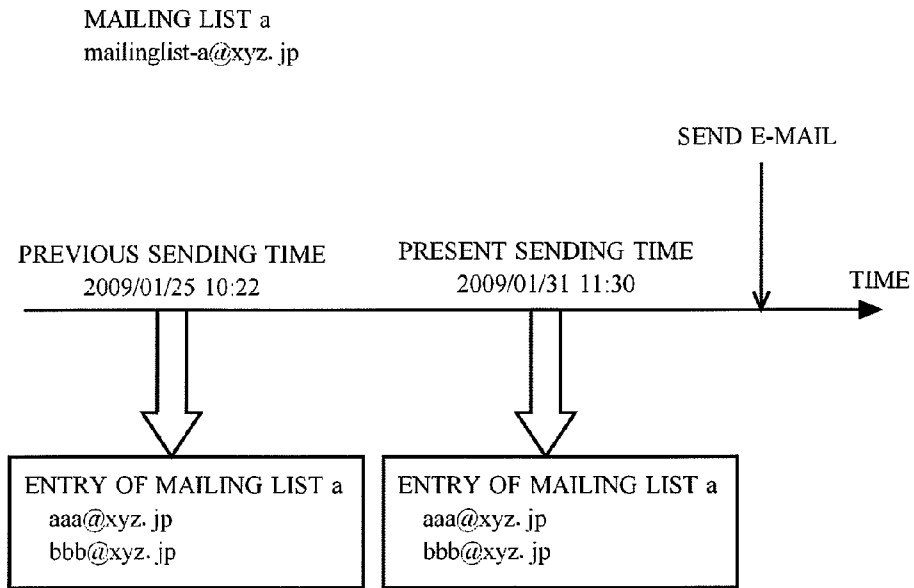 MAILING LIST a
mailinglist-a@xyz.jp
SEND E-MAIL
PREVIOUS SENDING TIME
2009/01/25 10:22
PRESENT SENDING TIME
2009/01/31 11:30
TIME
ENTRY OF MAILING LIST a
aaa@xyz.jp
bbb@xyz.jp
ENTRY OF MAILING LIST a
aaa@xyz.jp
bbb@xyz.jp